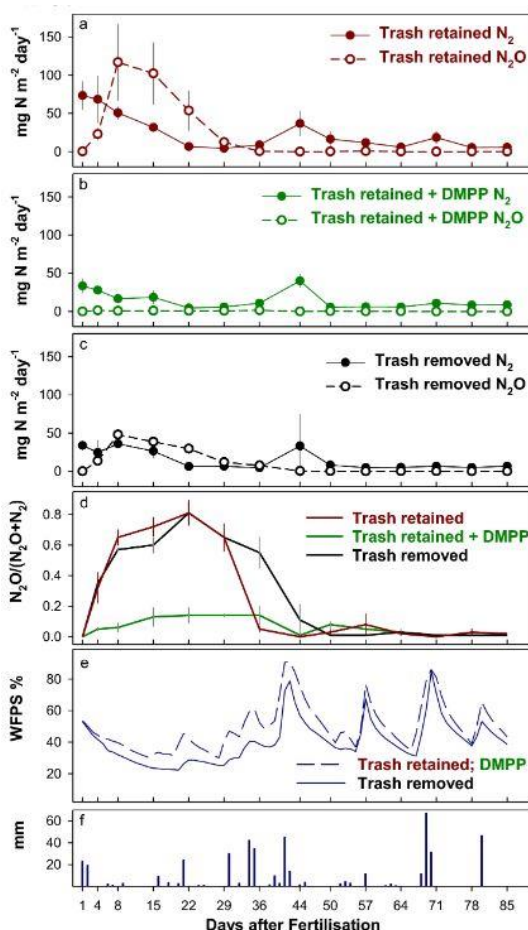 a
Trash retained N₂
Trash retained N₂O
mg N m⁻² day⁻¹
150
100
50
0
b
Trash retained + DMPP N₂
Trash retained + DMPP N₂O
mg N m⁻² day⁻¹
150
100
50
0
c
Trash removed N₂
Trash removed N₂O
mg N m⁻² day⁻¹
150
100
50
0
d
Trash retained
Trash retained + DMPP
Trash removed
N₂O/(N₂O+N₂)
0.8
0.6
0.4
0.2
0.0
e
WFPS %
80
60
40
20
Trash retained; DMPP
Trash removed
f
mm
60
40
20
1 4 8 15 22 29 36 44 50 57 64 71 78 85
Days after Fertilisation